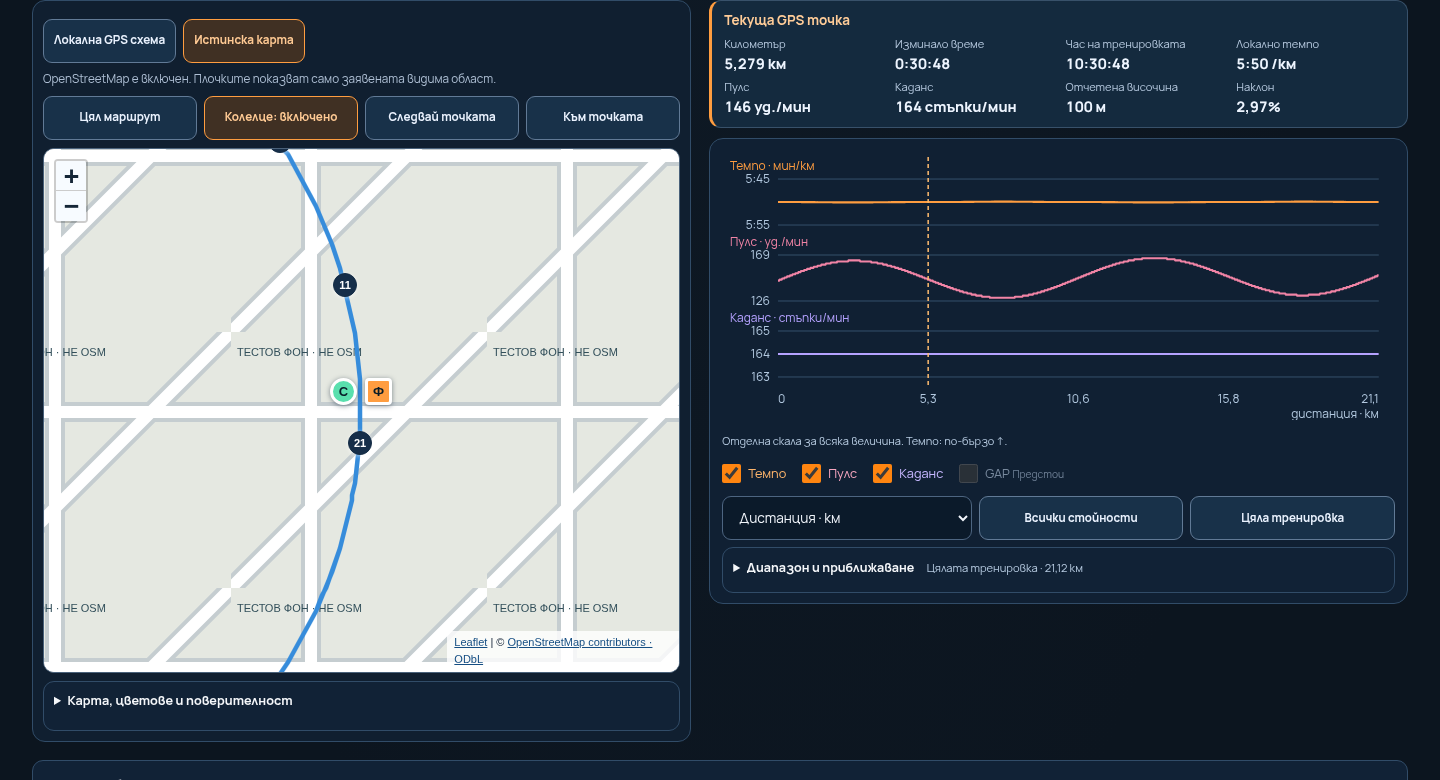 Локална GPS схема
Истинска карта
OpenStreetMap е включен. Плочките показват само заявената видима област.
Цял маршрут
Колелце: включено
Следвай точката
Към точката
+
−
11
Н · НЕ OSM
ТЕСТОВ ФОН · НЕ OSM
ТЕСТОВ ФОН · НЕ OSM
С
Ф
21
Н · НЕ OSM
ТЕСТОВ ФОН · НЕ OSM
ТЕСТОВ ФОН · НЕ OSM
Leaflet | © OpenStreetMap contributors ·
ODbL
Карта, цветове и поверителност
Текуща GPS точка
Километър
Изминало време
Час на тренировката
Локално темпо
5,279 км
0:30:48
10:30:48
5:50 /км
Пулс
Каданс
Отчетена височина
Наклон
146 уд./мин
164 стъпки/мин
100 м
2,97%
Темпо · мин/км
5:45
5:55
Пулс · уд./мин
169
126
Каданс · стъпки/мин
165
164
163
0
5,3
10,6
15,8
21,1
дистанция · км
Отделна скала за всяка величина. Темпо: по-бързо ↑.
Темпо
Пулс
Каданс
GAP Предстои
Дистанция · км
Всички стойности
Цяла тренировка
Диапазон и приближаване Цялата тренировка · 21,12 км